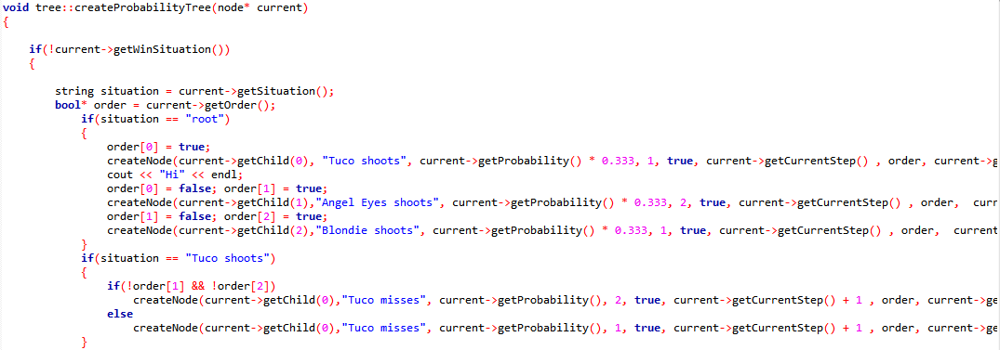 void tree::createProbabilityTree(node* current)
{
if(!current->getWinSituation())
{
string situation = current->getSituation();
bool* order = current->getOrder();
if(situation == "root")
{
order[0] = true;
createNode(current->getChild(0), "Tuco shoots", current->getProbability() * 0.333, 1, true, current->getCurrentStep() , order, current->g
cout << "Hi" << endl;
order[0] = false; order[1] = true;
createNode(current->getChild(1),"Angel Eyes shoots", current->getProbability() * 0.333, 2, true, current->getCurrentStep() , order,  curr
order[1] = false; order[2] = true;
createNode(current->getChild(2),"Blondie shoots", current->getProbability() * 0.333, 1, true, current->getCurrentStep() , order,  current
}
if(situation == "Tuco shoots")
{
if(!order[1] && !order[2])
createNode(current->getChild(0),"Tuco misses", current->getProbability(), 2, true, current->getCurrentStep() + 1 , order, current->ge
else
createNode(current->getChild(0),"Tuco misses", current->getProbability(), 1, true, current->getCurrentStep() + 1 , order, current->ge
}